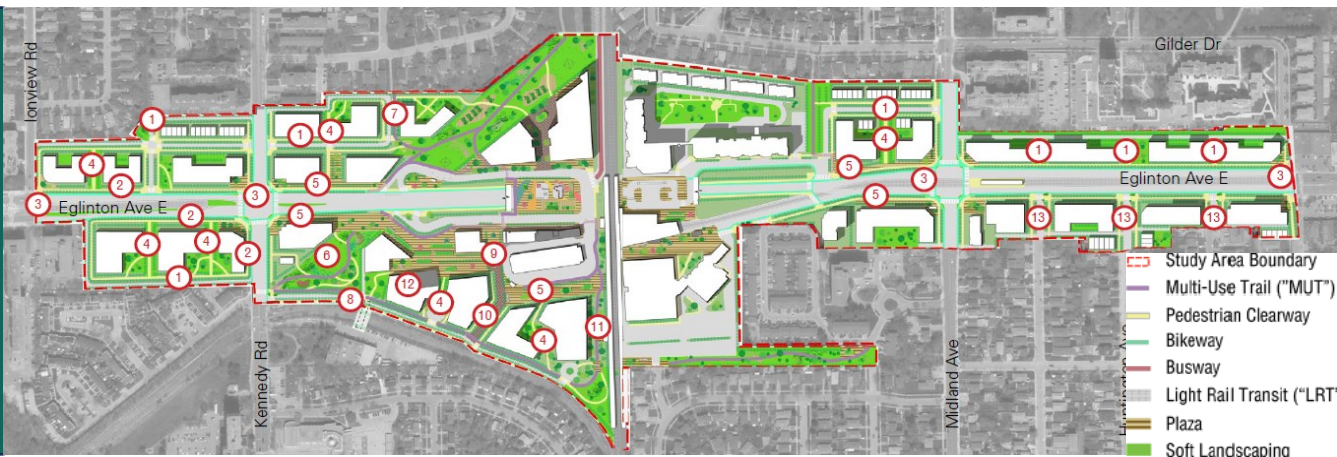 Ionview Rd
Gilder Dr
1
7
1
4
1
4
4
2
5
5
1
1
1
3
3
3
Eglinton Ave E
3
Eglinton Ave E
2
5
5
13
13
13
4
4
2
6
9
1
12
5
8
4
10
11
4
Kennedy Rd
Midland Ave
Huntington Ave
Study Area Boundary
Multi-Use Trail ("MUT")
Pedestrian Clearway
Bikeway
Busway
Light Rail Transit ("LRT"
Plaza
Soft Landscaping